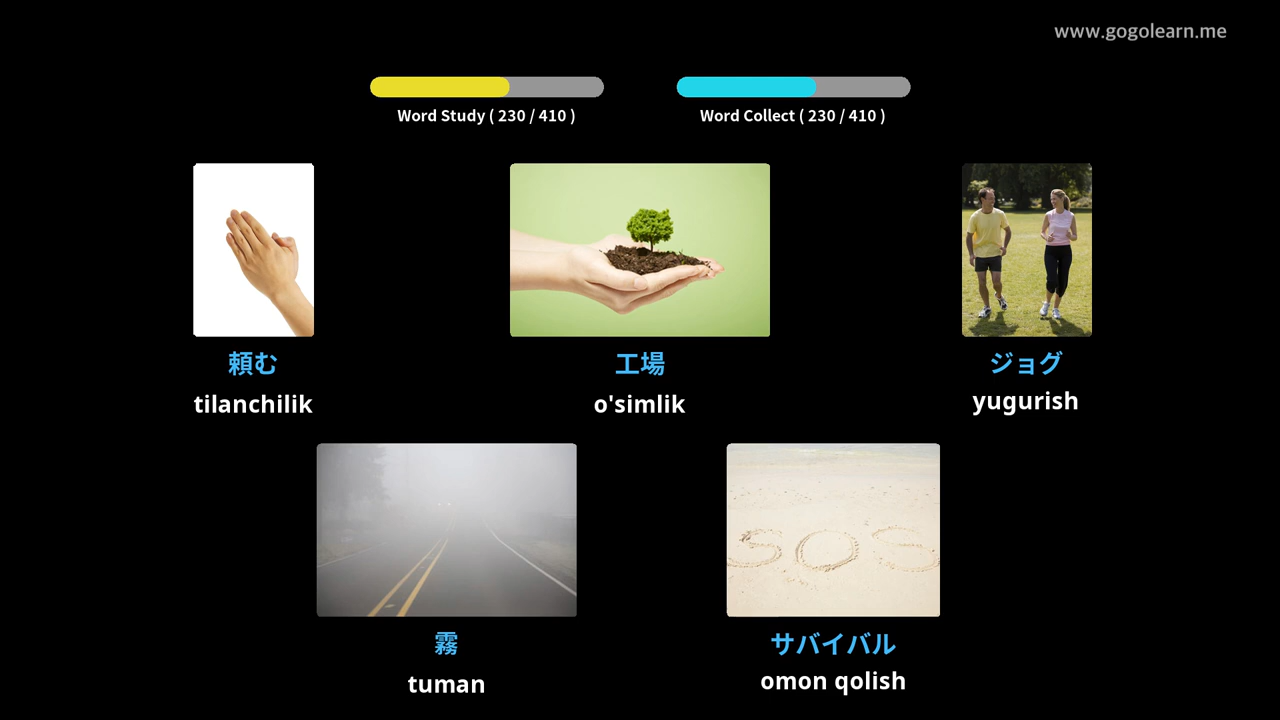 www.gogolearn.me
Word Study ( 230 / 410 )
Word Collect ( 230 / 410 )
頼む
tilanchilik
工場
o'simlik
ジョグ
yugurish
SOS
霧
tuman
サバイバル
omon qolish